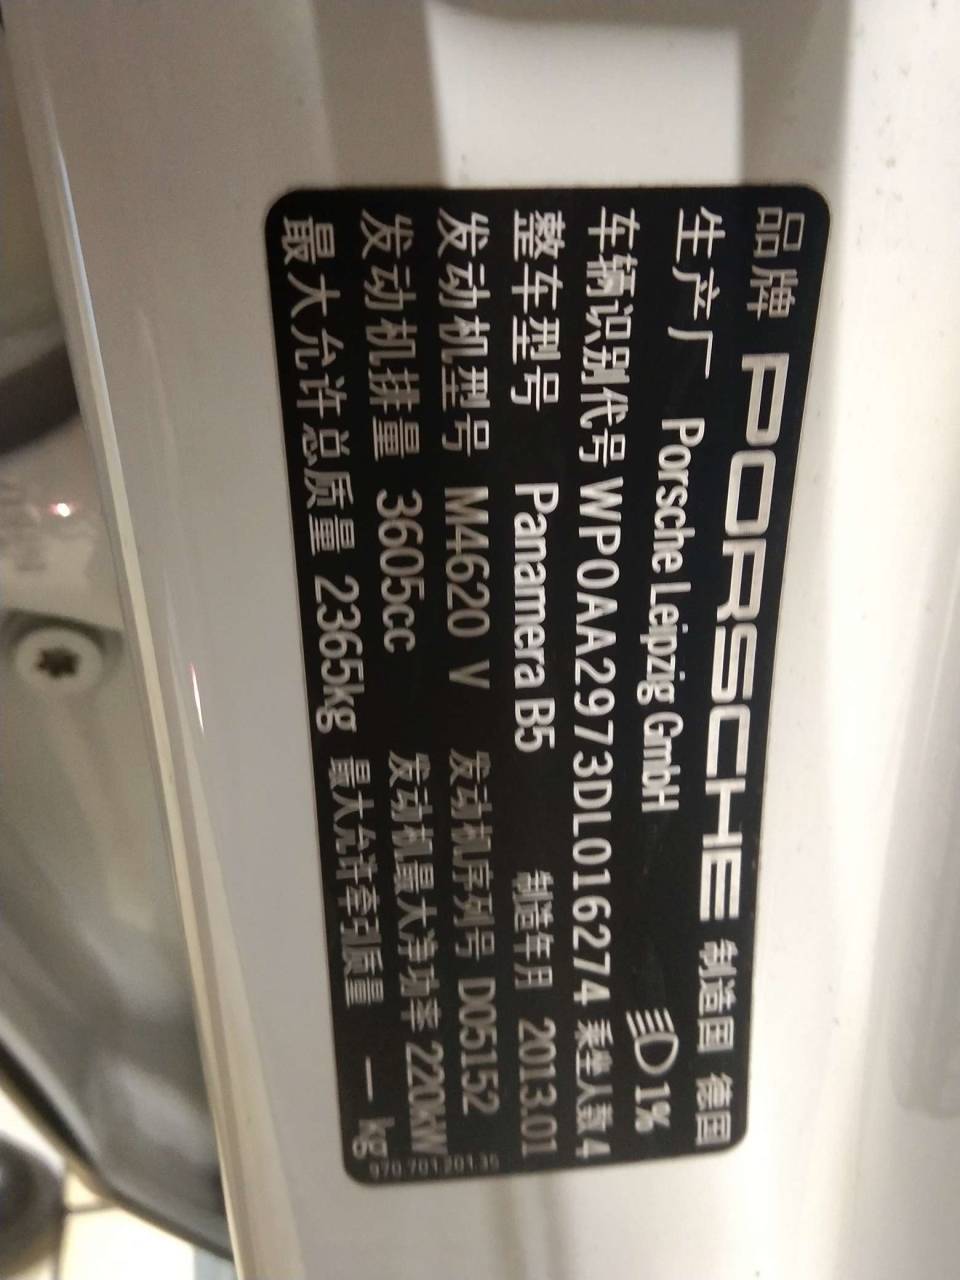 品牌 PORSCHE 制造国 德国
生产厂 Porsche Leipzig GmbH 1%
车辆识别代号 WP0AA2973DL016274 乘坐人数 4
整车型号 Panamera B5 制造年月 2013.01
发动机型号 M4620 V 发动机序列号 D05152
发动机排量 3605cc 发动机最大净功率 220kW
最大允许总质量 2365kg 最大允许牵引质量 — kg
970.701.201.35